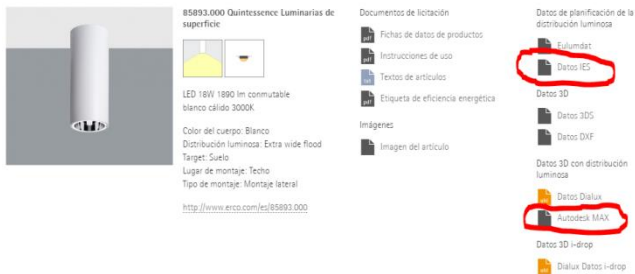 85893.000 Quintessence Luminarias de
superficie
LED 18W 1890 lm conmutable
blanco cálido 3000K
Color del cuerpo: Blanco
Distribución luminosa: Extra wide flood
Target: Suelo
Lugar de montaje: Techo
Tipo de montaje: Montaje lateral
http://www.erco.com/es/85893.000
Documentos de licitación
pdf Fichas de datos de productos
pdf Instrucciones de uso
txt Textos de artículos
pdf Etiqueta de eficiencia energética
Imágenes
Imagen del artículo
Datos de planificación de la
distribución luminosa
Eulumdat
Datos IES
Datos 3D
Datos 3DS
Datos DXF
Datos 3D con distribución
luminosa
Datos Dialux
Autodesk MAX
Datos 3D i-drop
Dialux Datos i-drop